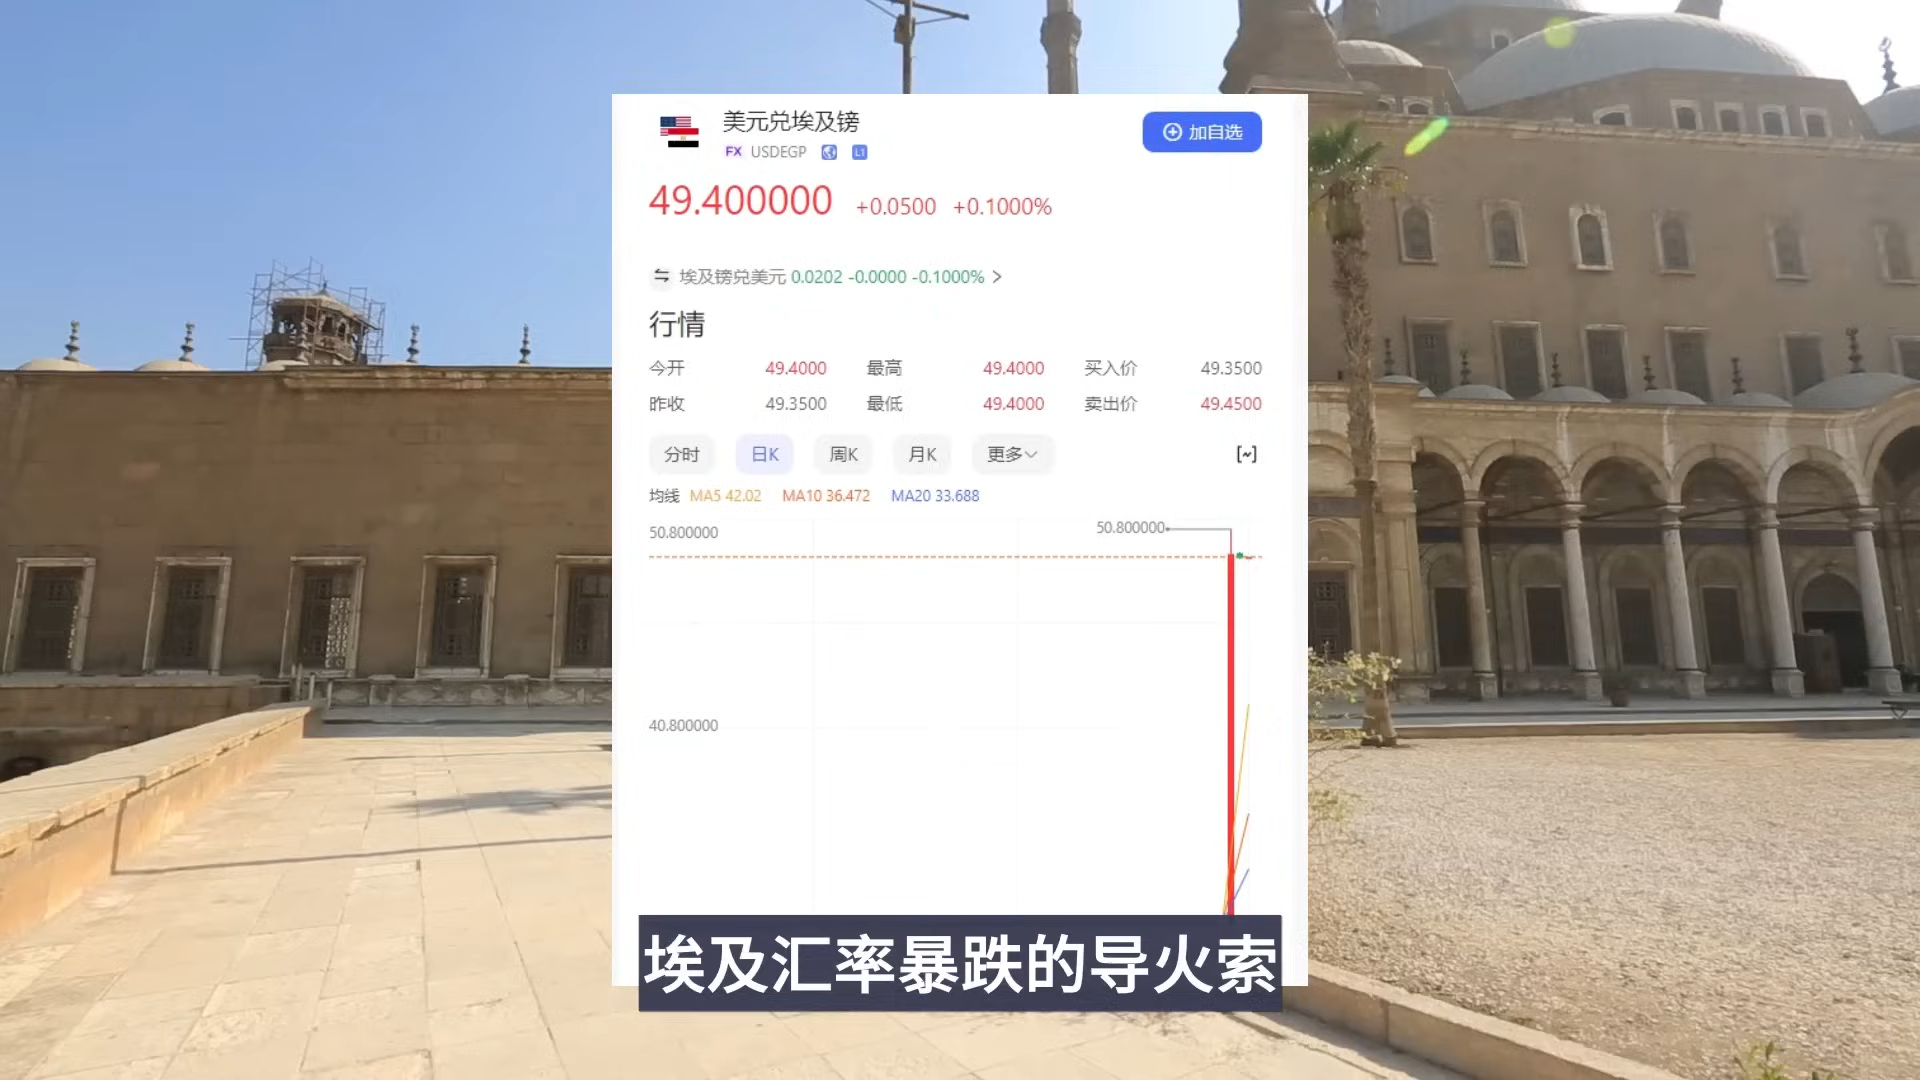 美元兑埃及镑
FX USDEGP L1
加自选
49.400000 +0.0500 +0.1000%
埃及镑兑美元 0.0202 -0.0000 -0.1000%
行情
今开 49.4000 最高 49.4000 买入价 49.3500
昨收 49.3500 最低 49.4000 卖出价 49.4500
分时 日K 周K 月K 更多
均线 MA5 42.02 MA10 36.472 MA20 33.688
50.800000 50.800000
40.800000
埃及汇率暴跌的导火索